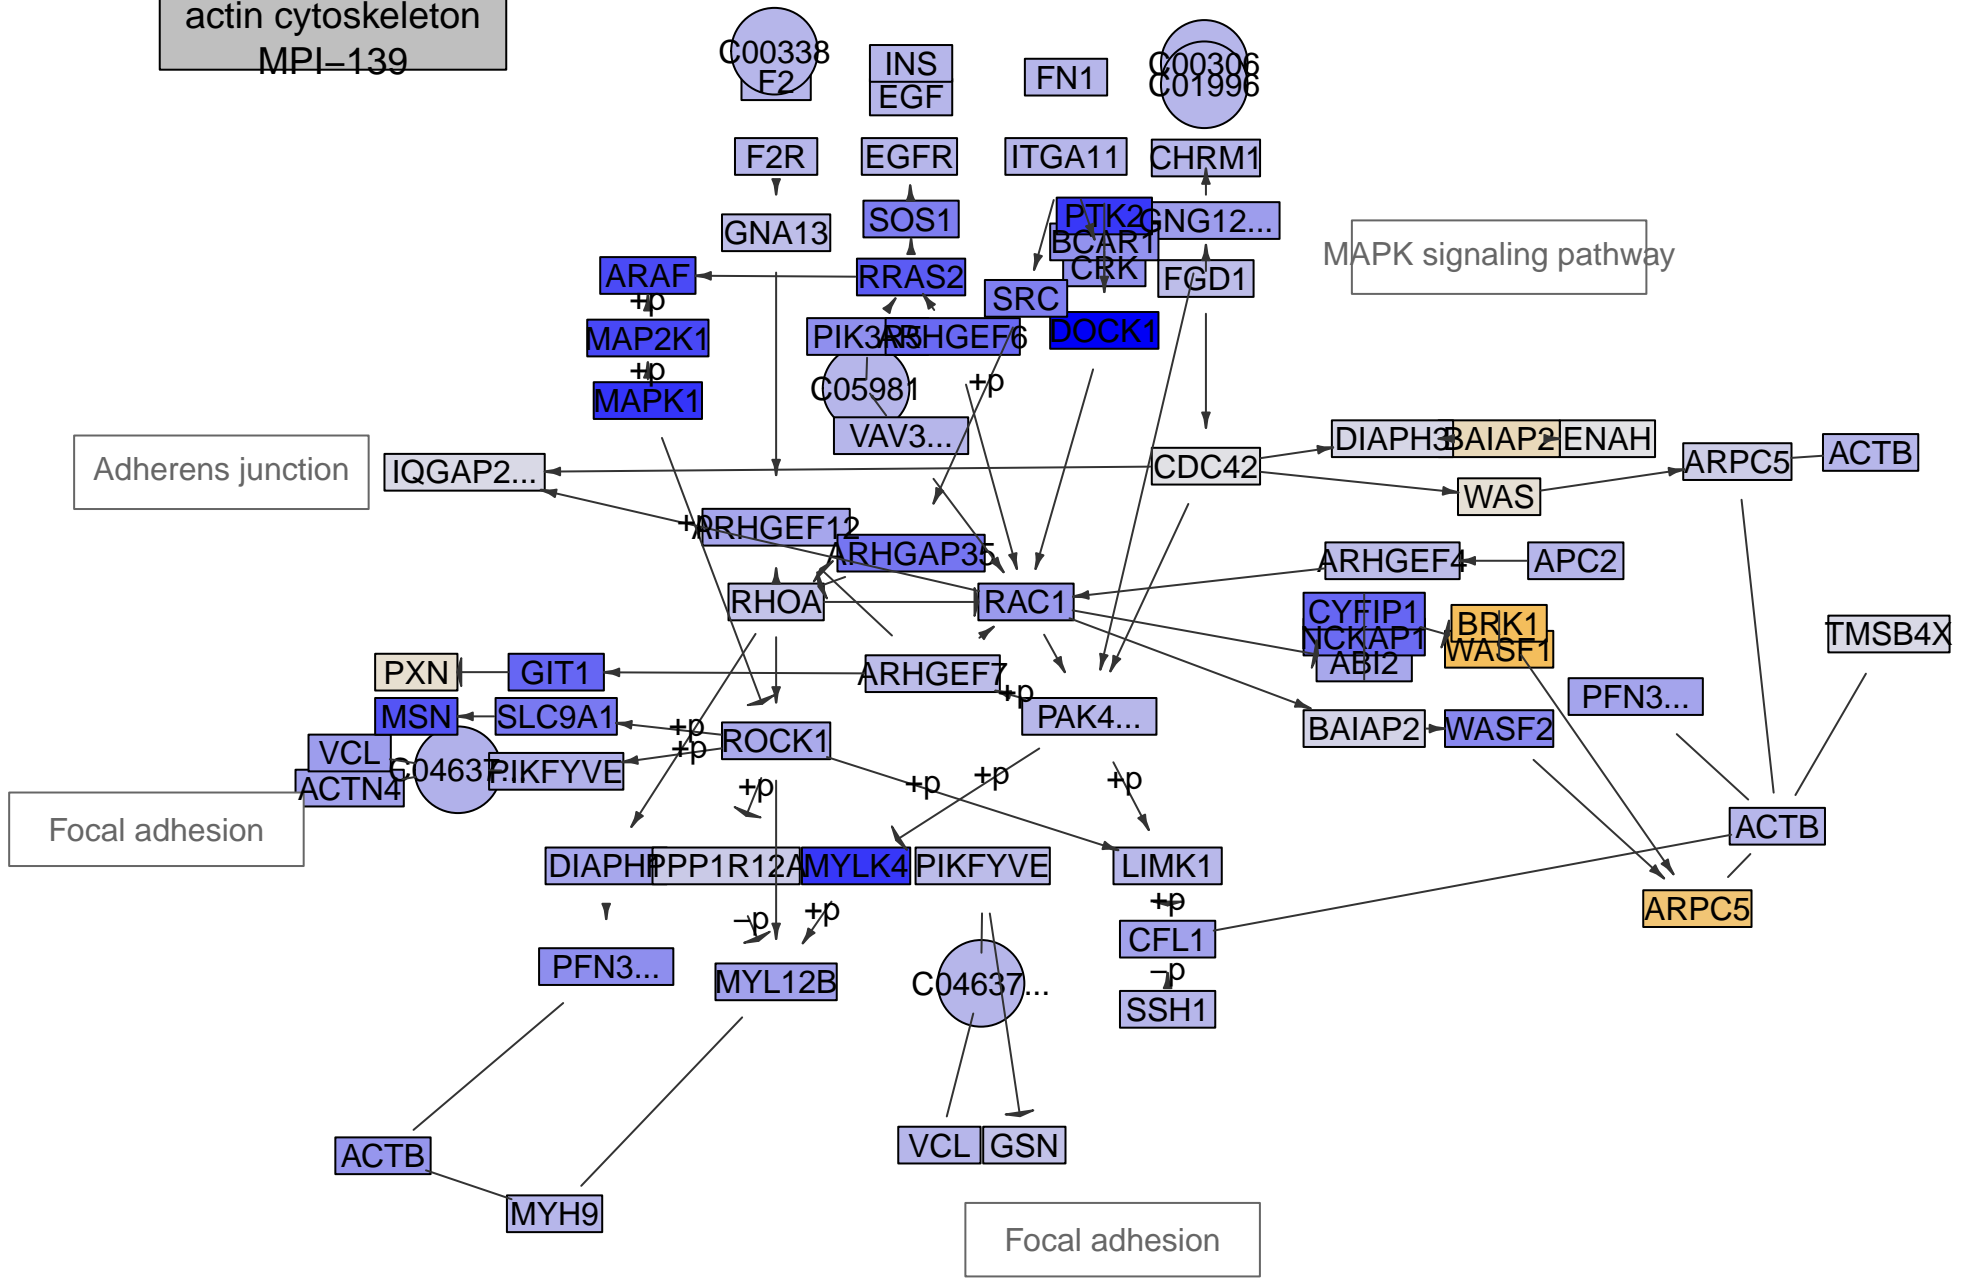 actin cytoskeleton
MPI–139
C00338
F2
INS
EGF
FN1
C00306
C01996
F2R
EGFR
ITGA11
CHRM1
GNA13
SOS1
PTK2
GNG12...
BCAR1
CRK
FGD1
MAPK signaling pathway
ARAF
RRAS2
SRC
+p
MAP2K1
PIK3R5
ARHGEF6
DOCK1
+p
MAPK1
C05981
+p
VAV3...
DIAPH3
BAIAP2
ENAH
Adherens junction
IQGAP2...
CDC42
ARPC5
ACTB
WAS
+p
ARHGEF12
ARHGAP35
ARHGEF4
APC2
RHOA
RAC1
CYFIP1
NCKAP1
ABI2
BRK1
WASF1
TMSB4X
PXN
GIT1
ARHGEF7
+p
PFN3...
MSN
SLC9A1
+p
PAK4...
VCL
ACTN4
C04637...
PIKFYVE
+p
ROCK1
BAIAP2
WASF2
Focal adhesion
+p
+p
+p
+p
ACTB
DIAPH
PPP1R12A
MYLK4
PIKFYVE
LIMK1
–p
+p
+p
ARPC5
PFN3...
MYL12B
C04637...
CFL1
–p
SSH1
ACTB
VCL
GSN
MYH9
Focal adhesion